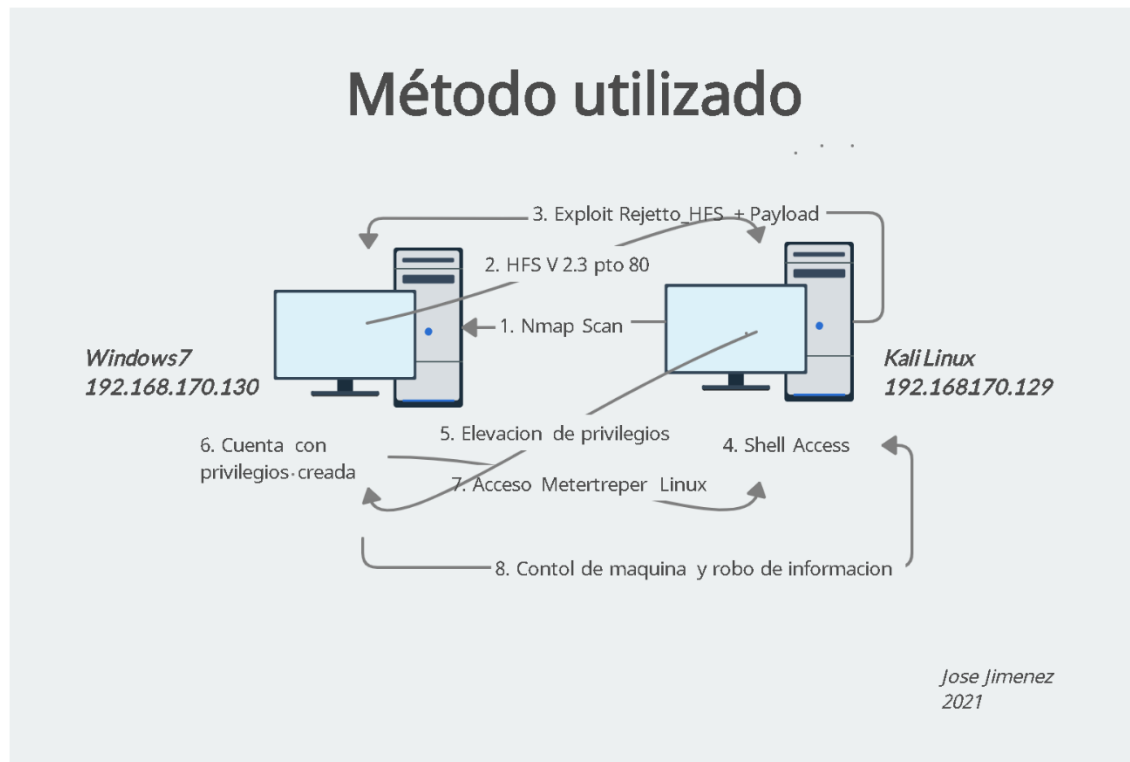 Método utilizado
3. Exploit Rejetto_HFS + Payload
2. HFS V 2.3 pto 80
1. Nmap Scan
Windows7
192.168.170.130
Kali Linux
192.168170.129
5. Elevacion de privilegios
6. Cuenta con
privilegios.creada
4. Shell Access
7. Acceso Metertreper Linux
8. Contol de maquina y robo de informacion
Jose Jimenez
2021